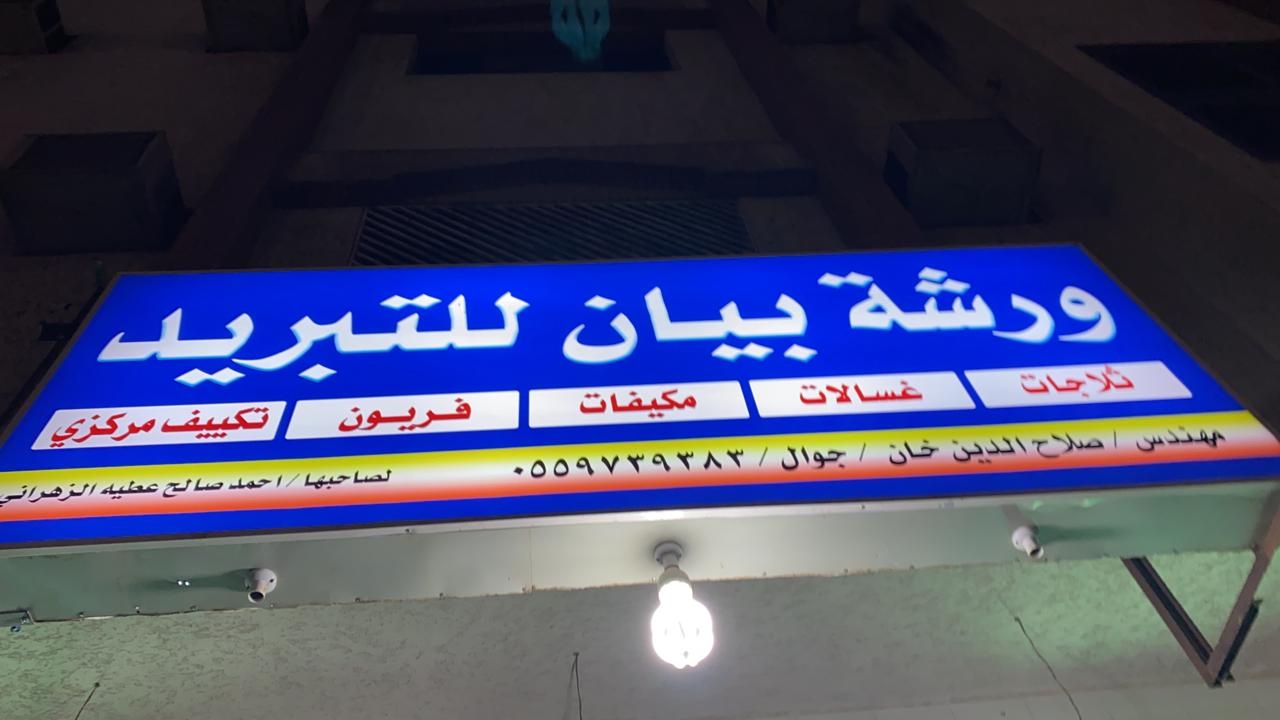 ورشة بيان للتبريد
ثلاجات غسالات مكيفات فريون تكييف مركزي
مهندس / صلاح الدين خان / جوال / ٠٥٥٩٧٣٩٣٨٣ لصاحبها / احمد صالح عطيه الزهراني